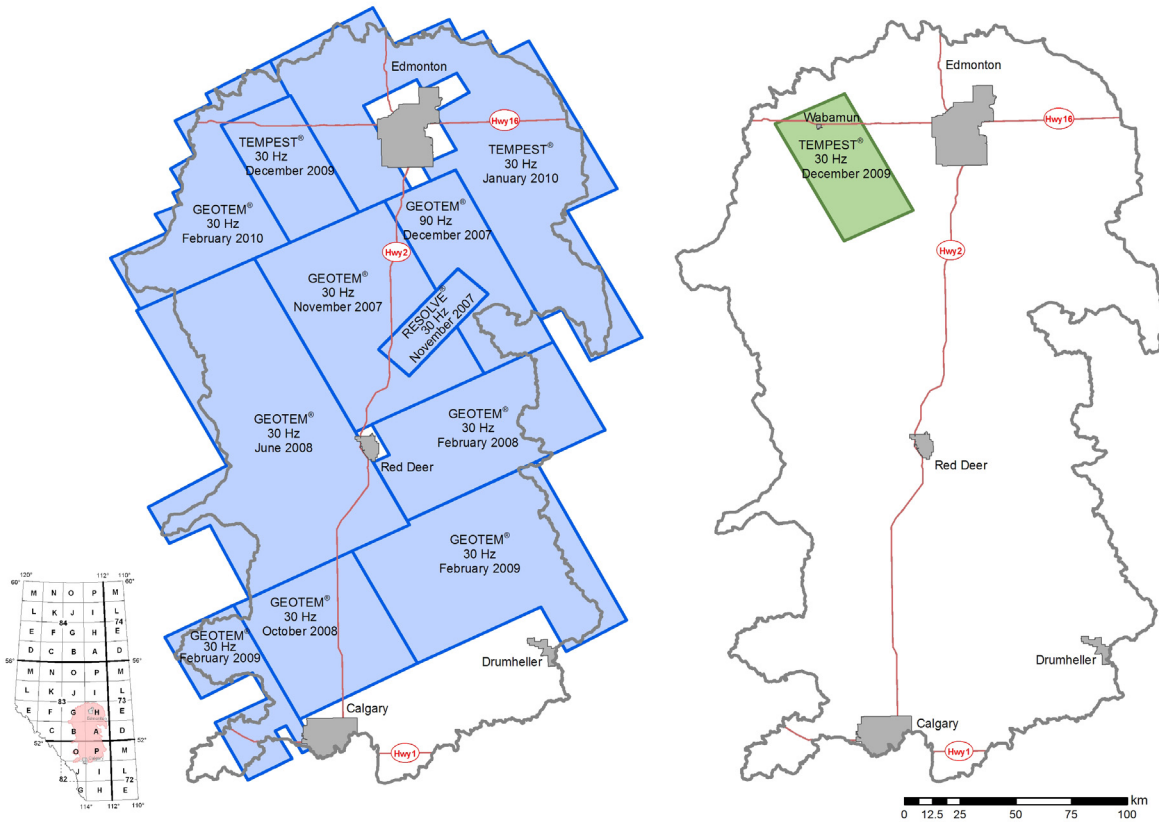 Edmonton
Hwy16
TEMPEST®
30 Hz
December 2009
TEMPEST®
30 Hz
January 2010
GEOTEM®
30 Hz
February 2010
GEOTEM®
90 Hz
December 2007
Hwy2
GEOTEM®
30 Hz
November 2007
RESOLVE®
30 Hz
November 2007
GEOTEM®
30 Hz
June 2008
GEOTEM®
30 Hz
February 2008
Red Deer
GEOTEM®
30 Hz
February 2009
GEOTEM®
30 Hz
October 2008
GEOTEM®
30 Hz
February 2009
Drumheller
Calgary
Hwy1
120° 112° 110°
60° 60°
M N O P M
L K J I L
84 74
E F G H E
D C B A D
56° 56°
M N O P M
L K J I L
83 73
E F G H E
D C B A D
52° 52°
O P M
82 J I L
72
G H E
114° 112° 110°
Edmonton
Wabamun
Hwy16
TEMPEST®
30 Hz
December 2009
Hwy2
Red Deer
Drumheller
Calgary
Hwy1
km
0 12.5 25 50 75 100